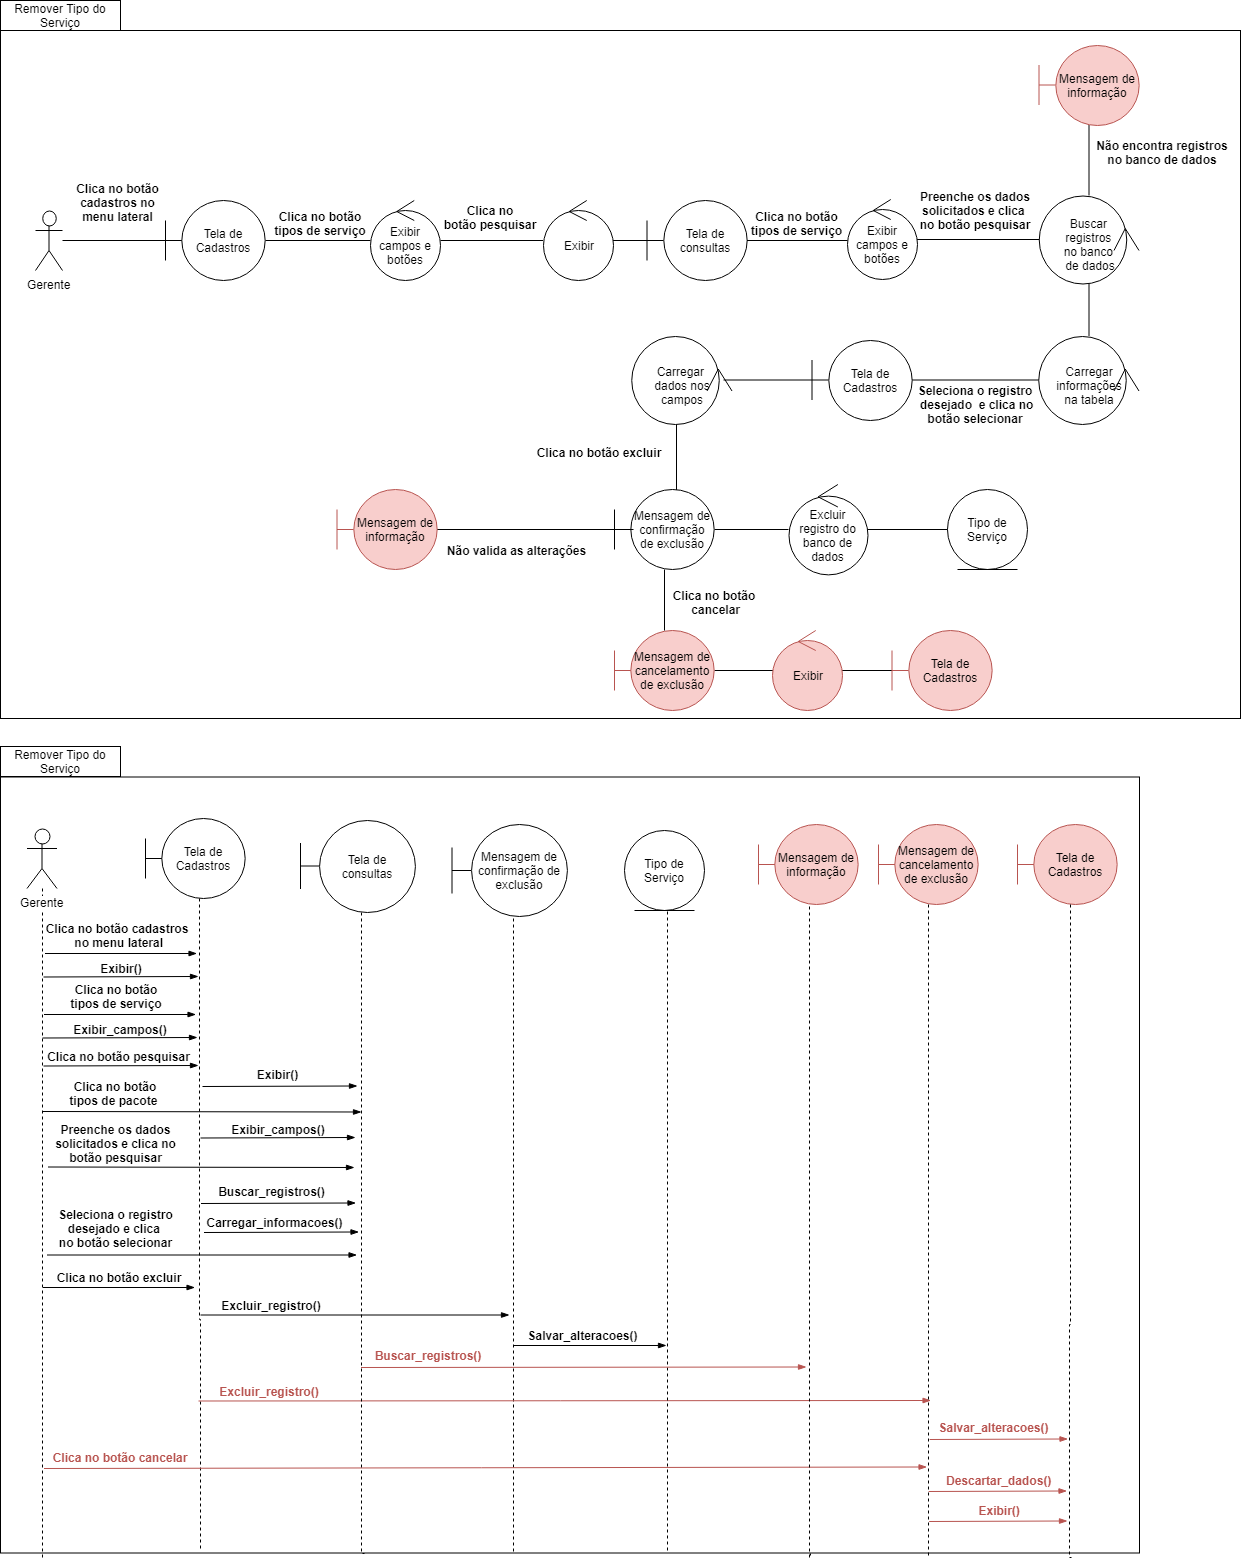 Remover Tipo do
Serviço
Mensagem de
informação
Não encontra registros
no banco de dados
Clica no botão
cadastros no
menu lateral
Gerente
Tela de
Cadastros
Clica no botão
tipos de serviço
Exibir
campos e
botões
Clica no
botão pesquisar
Exibir
Tela de
consultas
Clica no botão
tipos de serviço
Exibir
campos e
botões
Preenche os dados
solicitados e clica
no botão pesquisar
Buscar
registros
no banco
de dados
Carregar
dados nos
campos
Tela de
Cadastros
Seleciona o registro
desejado  e clica no
botão selecionar
Carregar
informações
na tabela
Clica no botão excluir
Mensagem de
informação
Não valida as alterações
Mensagem de
confirmação
de exclusão
Excluir
registro do
banco de
dados
Tipo de
Serviço
Clica no botão
cancelar
Mensagem de
cancelamento
de exclusão
Exibir
Tela de
Cadastros
Remover Tipo do
Serviço
Gerente
Tela de
Cadastros
Tela de
consultas
Mensagem de
confirmação de
exclusão
Tipo de
Serviço
Mensagem de
informação
Mensagem de
cancelamento
de exclusão
Tela de
Cadastros
Clica no botão cadastros
no menu lateral
Exibir()
Clica no botão
tipos de serviço
Exibir_campos()
Clica no botão pesquisar
Exibir()
Clica no botão
tipos de pacote
Exibir_campos()
Preenche os dados
solicitados e clica no
botão pesquisar
Buscar_registros()
Carregar_informacoes()
Seleciona o registro
desejado e clica
no botão selecionar
Clica no botão excluir
Excluir_registro()
Salvar_alteracoes()
Buscar_registros()
Excluir_registro()
Salvar_alteracoes()
Clica no botão cancelar
Descartar_dados()
Exibir()